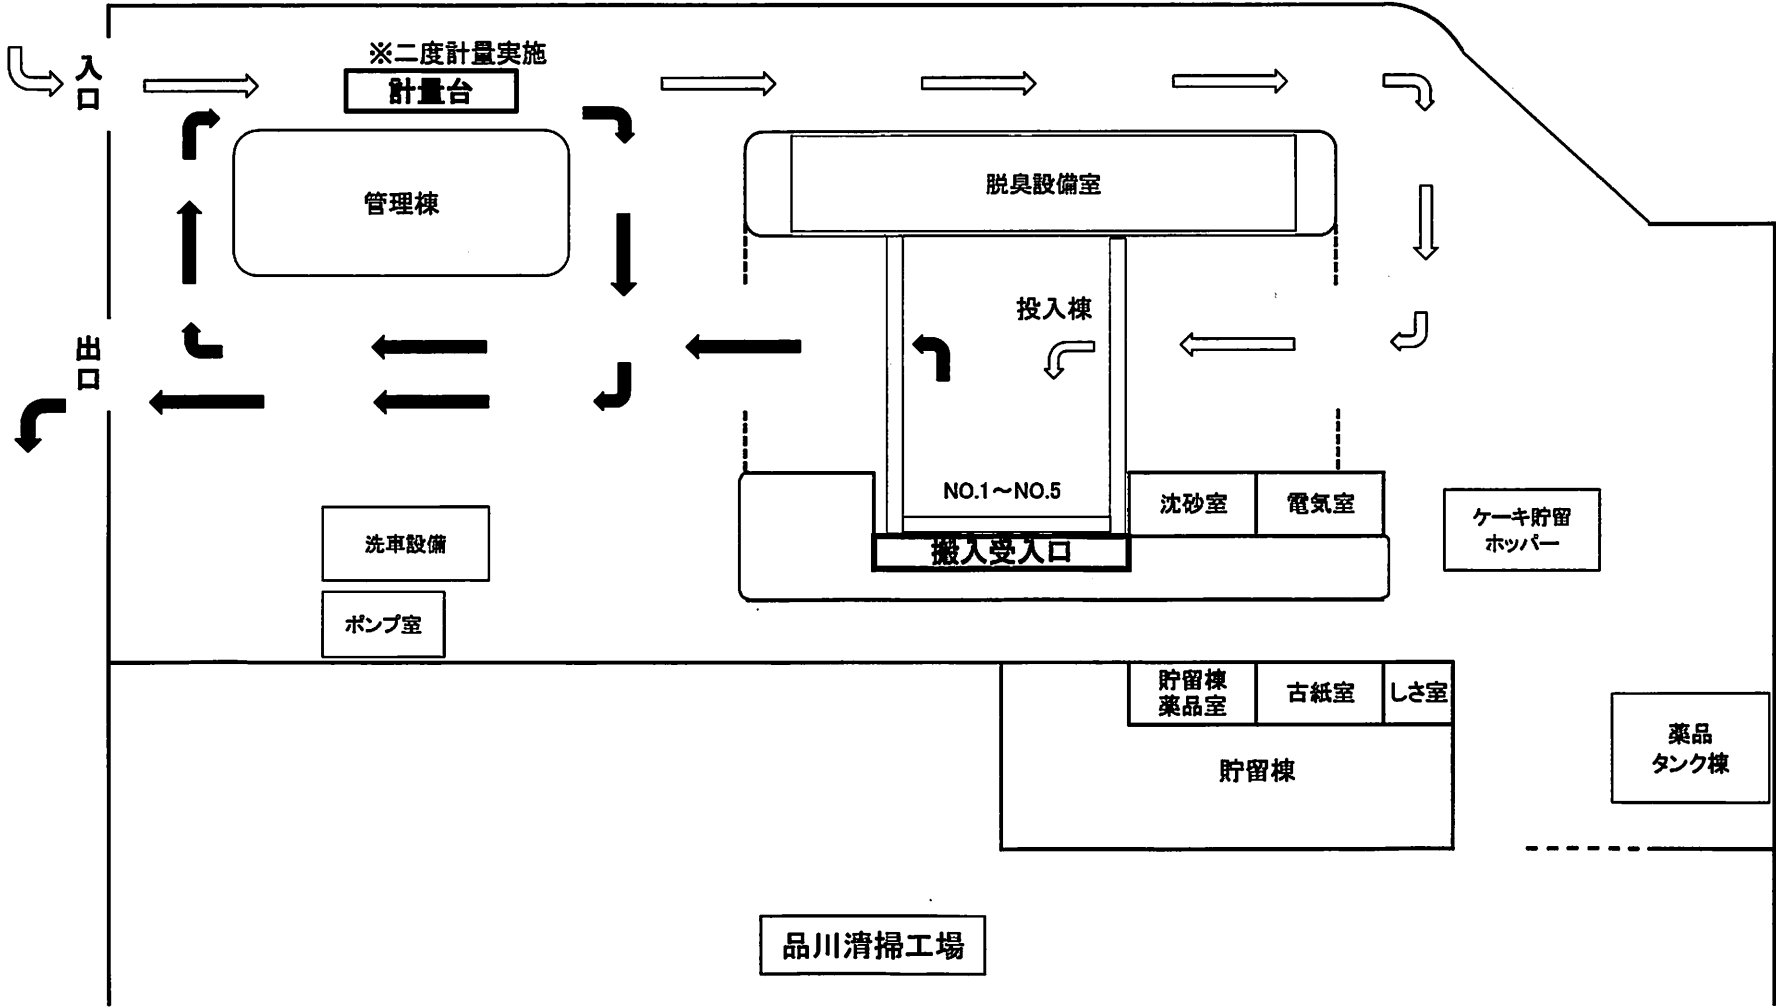 ※二度計量実施
入口
計量台
管理棟
脱臭設備室
投入棟
出口
NO.1～NO.5
沈砂室
電気室
ケーキ貯留
ホッパー
洗車設備
搬入受入口
ポンプ室
貯留棟
薬品室
古紙室
しさ室
薬品
タンク棟
貯留棟
品川清掃工場